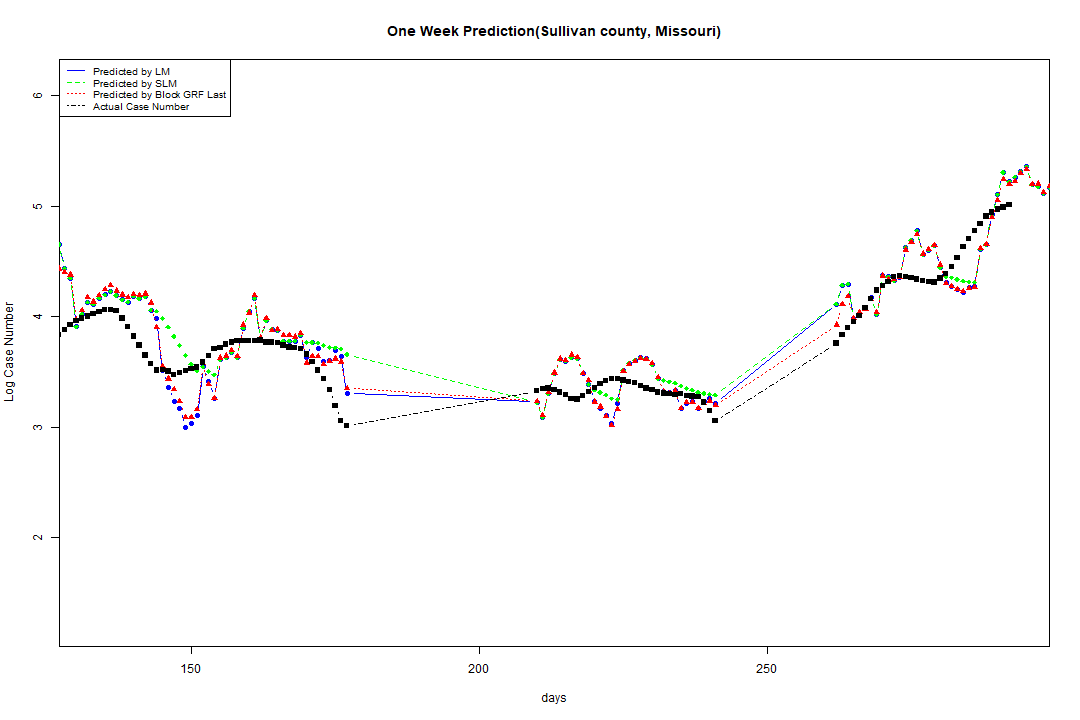 One Week Prediction(Sullivan county, Missouri)
Predicted by LM
Predicted by SLM
Predicted by Block GRF Last
Actual Case Number
6
5
4
3
2
Log Case Number
150
200
250
days